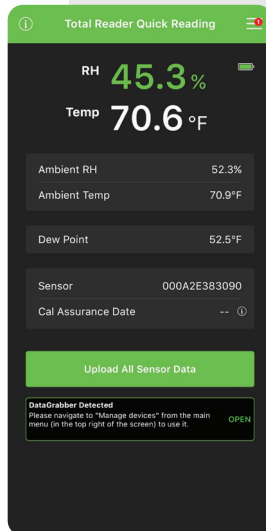 Total Reader Quick Reading
1
RH 45.3%
Temp 70.6 °F
Ambient RH 52.3%
Ambient Temp 70.9°F
Dew Point 52.5°F
Sensor 000A2E383090
Cal Assurance Date --
Upload All Sensor Data
DataGrabber Detected
Please navigate to "Manage devices" from the main
menu (in the top right of the screen) to use it.
OPEN